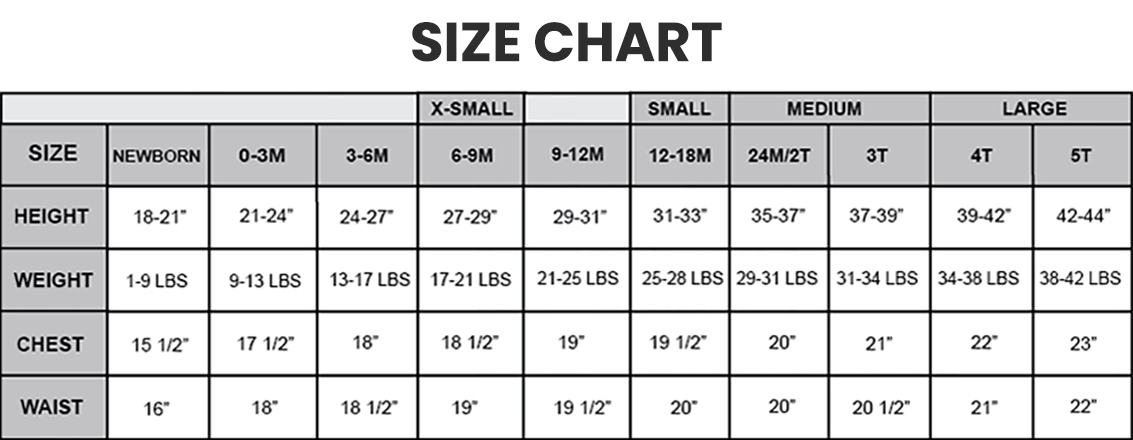 SIZE CHART
X-SMALL SMALL MEDIUM LARGE
SIZE NEWBORN 0-3M 3-6M 6-9M 9-12M 12-18M 24M/2T 3T 4T 5T
HEIGHT 18-21” 21-24” 24-27” 27-29” 29-31” 31-33” 35-37” 37-39” 39-42” 42-44”
WEIGHT 1-9 LBS 9-13 LBS 13-17 LBS 17-21 LBS 21-25 LBS 25-28 LBS 29-31 LBS 31-34 LBS 34-38 LBS 38-42 LBS
CHEST 15 1/2” 17 1/2” 18” 18 1/2” 19” 19 1/2” 20” 21” 22” 23”
WAIST 16” 18” 18 1/2” 19” 19 1/2” 20” 20” 20 1/2” 21” 22”